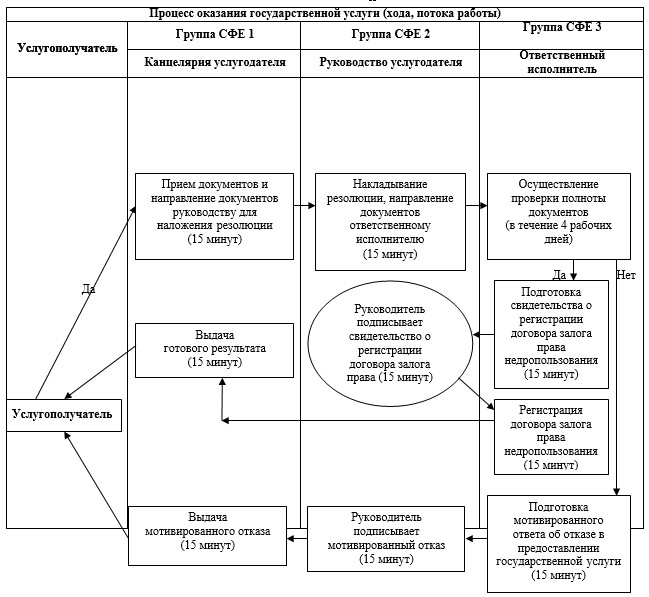 Процесс оказания государственной услуги (хода, потока работы)
Услугополучатель
Группа СФЕ 1
Группа СФЕ 2
Группа СФЕ 3
Канцелярия услугодателя
Руководство услугодателя
Ответственный
исполнитель
Прием документов и
направление документов
руководству для
наложения резолюции
(15 минут)
Накладывание
резолюции, направление
документов
ответственному
исполнителю
(15 минут)
Осуществление
проверки полноты
документов
(в течение 4 рабочих
дней)
Да
Да
Нет
Подготовка
свидетельства о
регистрации
договора залога
права
недропользования
(15 минут)
Руководитель
подписывает
свидетельство о
регистрации
договора залога
права (15 минут)
Выдача
готового результата
(15 минут)
Услугополучатель
Регистрация
договора залога
права
недропользования
(15 минут)
Выдача
мотивированного отказа
(15 минут)
Руководитель
подписывает
мотивированный отказ
(15 минут)
Подготовка
мотивированного
ответа об отказе в
предоставлении
государственной услуги
(15 минут)